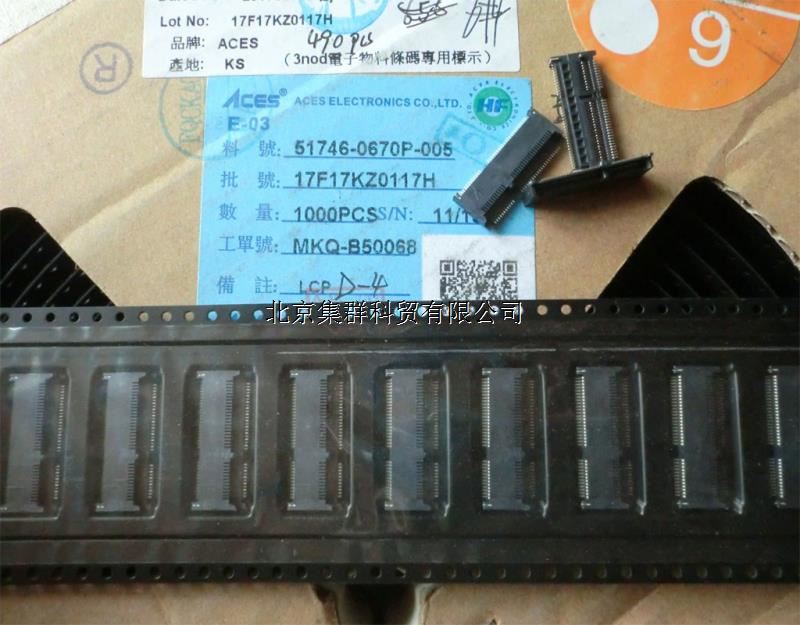 Lot No: 17F17KZ0117H
品牌: ACES 490 pcs
產地: KS (3nod電子物料條碼專用標示)
R
9
ACES® ACES ELECTRONICS CO.,LTD.
HF
E-03
料 號: 51746-0670P-005
批 號: 17F17KZ0117H
數 量: 1000PCS S/N: 11/1
工單號: MKQ-B50068
備 註: LCP D-4
北京集群科贸有限公司